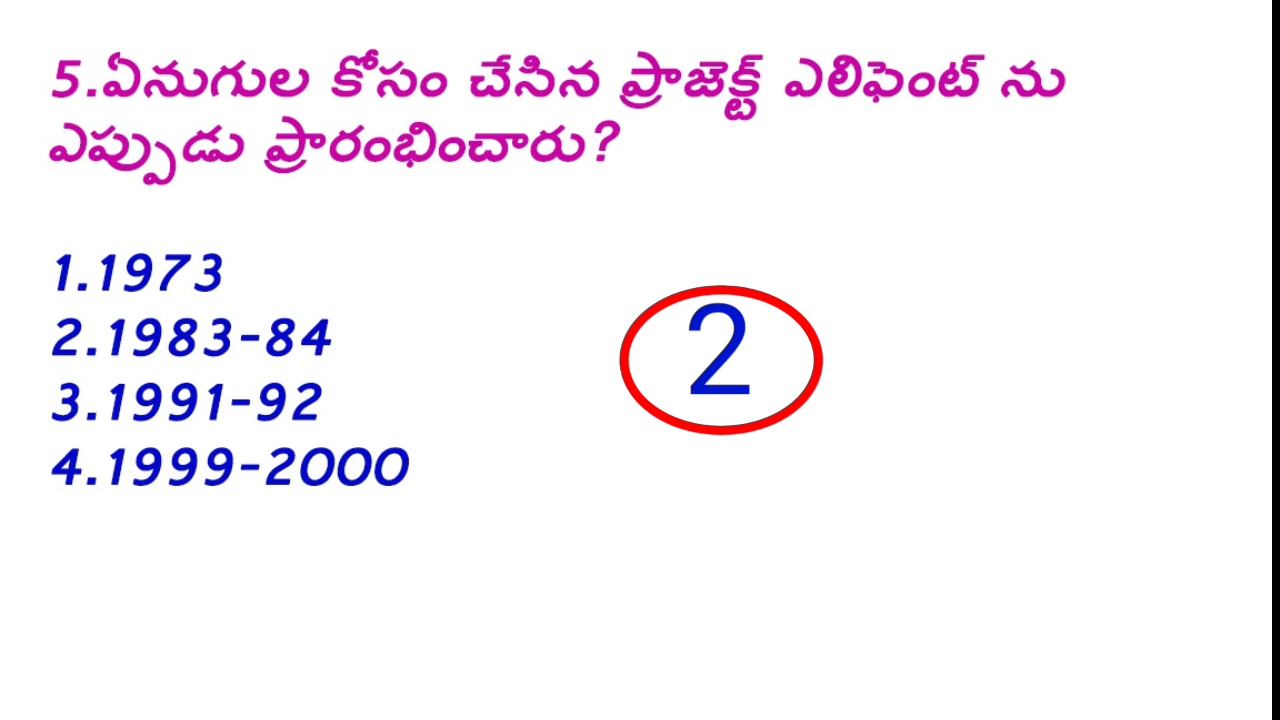 5.ఏనుగుల కోసం చేసిన ప్రాజెక్ట్ ఎలిఫెంట్ ను
ఎప్పుడు ప్రారంభించారు?
1.1973
2.1983-84
3.1991-92
4.1999-2000
2